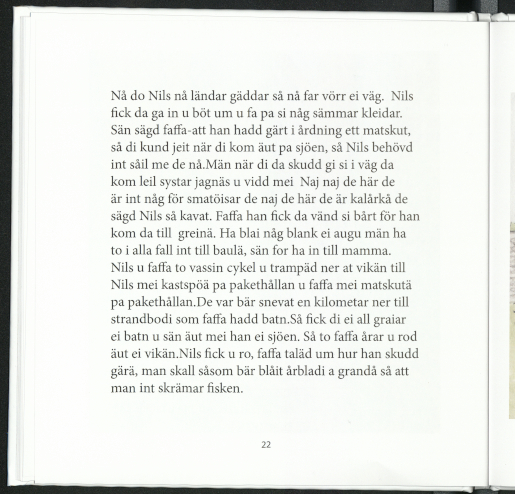 Nå do Nils nå ländar gäddar så nå far vörr ei väg.  Nils
fick da ga in u böt um u fa pa si någ sämmar kleidar.
Sän sägd faffa-att han hadd gärt i årdning ett matskut,
så di kund jeit när di kom äut pa sjöen, så Nils behövd
int såil me de nå.Män när di da skudd gi si i väg da
kom leil systar jagnäs u vidd mei  Naj naj de här de
är int någ för smatöisar de naj de här de är kalårkå de
sägd Nils så kavat. Faffa han fick da vänd si bårt för han
kom da till  greinä. Ha blai någ blank ei augu män ha
to i alla fall int till baulä, sän for ha in till mamma.
Nils u faffa to vassin cykel u trampäd ner at vikän till
Nils mei kastspöä pa pakethållan u faffa mei matskutä
pa pakethållan.De var bär snevat en kilometar ner till
strandbodi som faffa hadd batn.Så fick di ei all graiar
ei batn u sän äut mei han ei sjöen. Så to faffa årar u rod
äut ei vikän.Nils fick u ro, faffa taläd um hur han skudd
gärä, man skall såsom bär blåit årbladi a grandå så att
man int skrämar fisken.
22